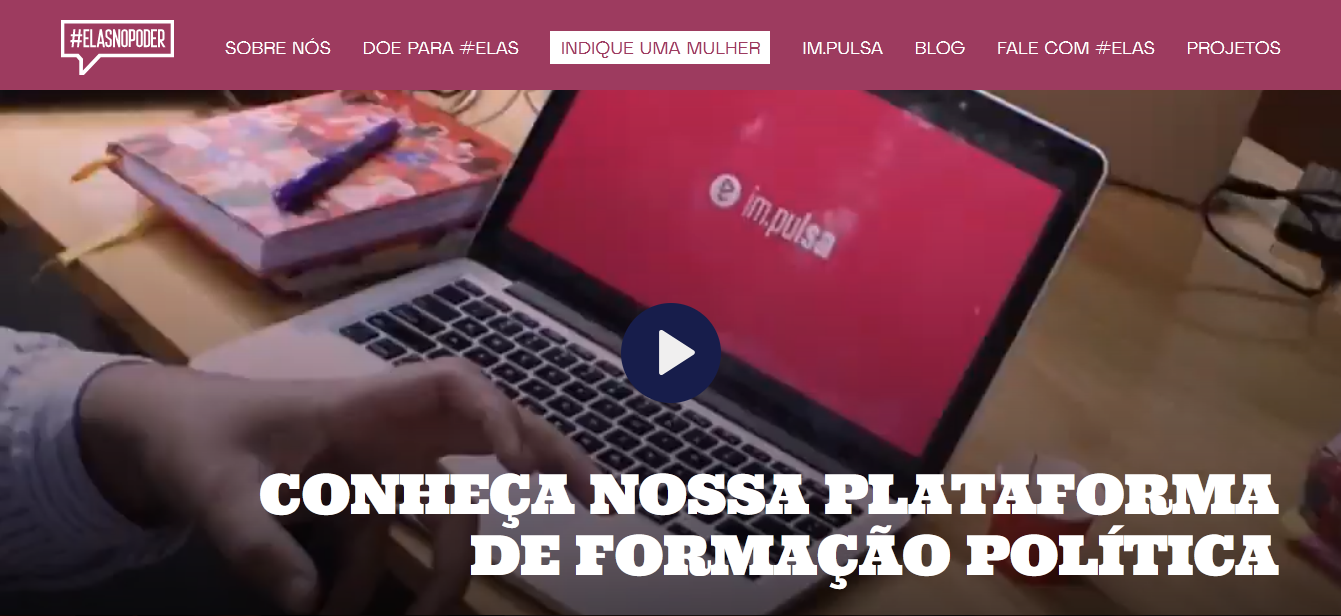 #ELASNOPODER
SOBRE NÓS
DOE PARA #ELAS
INDIQUE UMA MULHER
IM.PULSA
BLOG
FALE COM #ELAS
PROJETOS
e im.pulsa
CONHEÇA NOSSA PLATAFORMA
DE FORMAÇÃO POLÍTICA